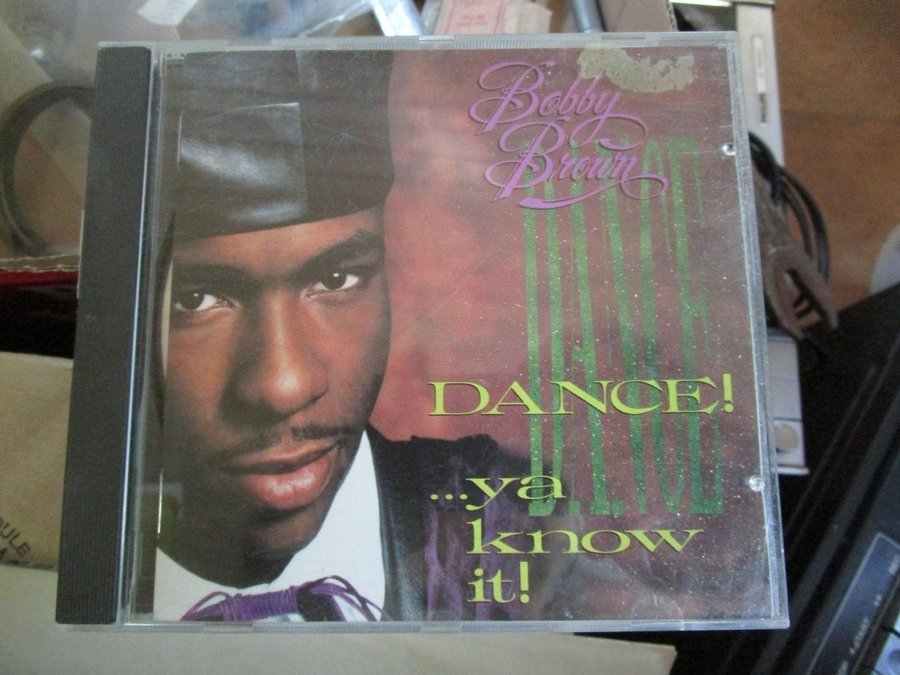 Bobby
Brown
DANCE
DANCE!
...ya
know
it!